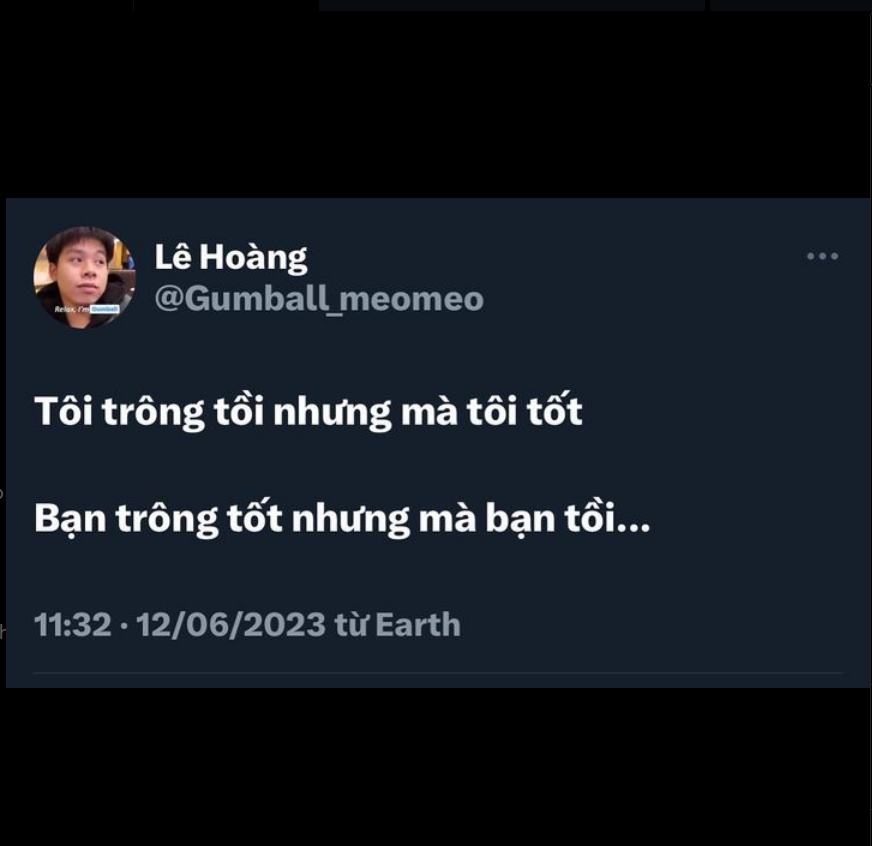 Lê Hoàng
@Gumball_meomeo
Relax, I'm Gumball
Tôi trông tồi nhưng mà tôi tốt
Bạn trông tốt nhưng mà bạn tồi...
11:32 · 12/06/2023 từ Earth